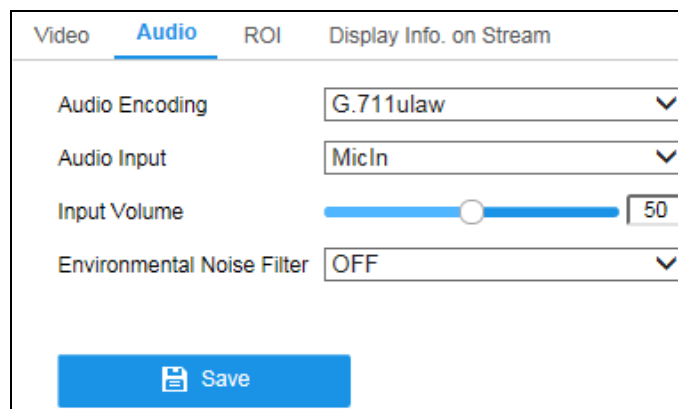 Video Audio ROI Display Info. on Stream
Audio Encoding G.711ulaw
Audio Input MicIn
Input Volume 50
Environmental Noise Filter OFF
Save